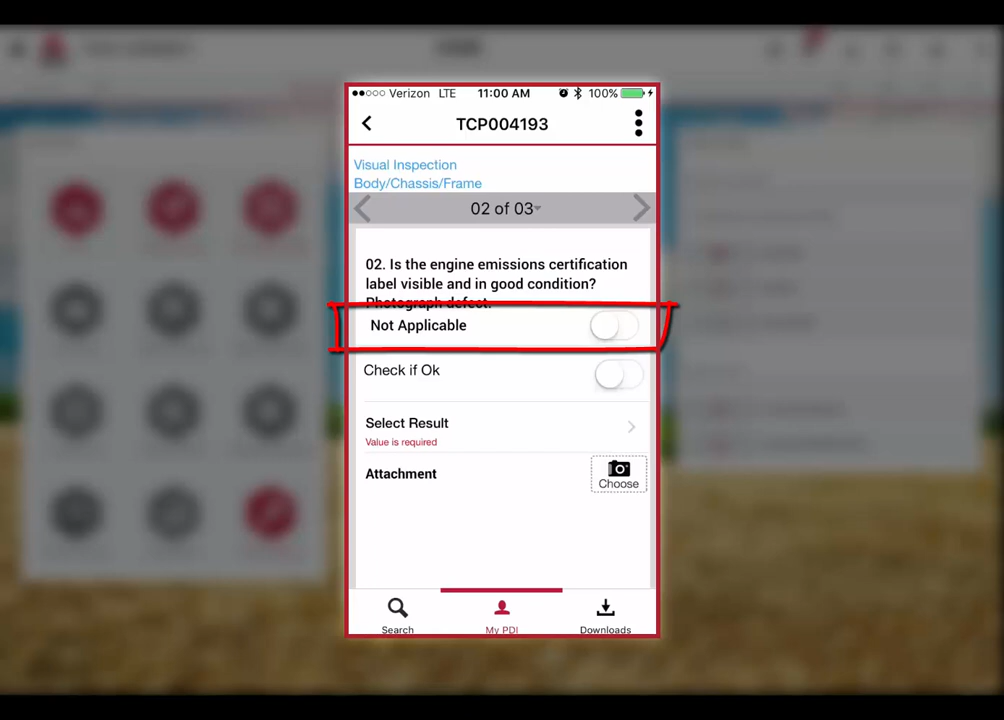 Verizon LTE 11:00 AM 100%
TCP004193
Visual Inspection
Body/Chassis/Frame
02 of 03
02. Is the engine emissions certification
label visible and in good condition?
Photograph defect.
Not Applicable
Check if Ok
Select Result
Value is required
Attachment
Choose
Search My PDI Downloads